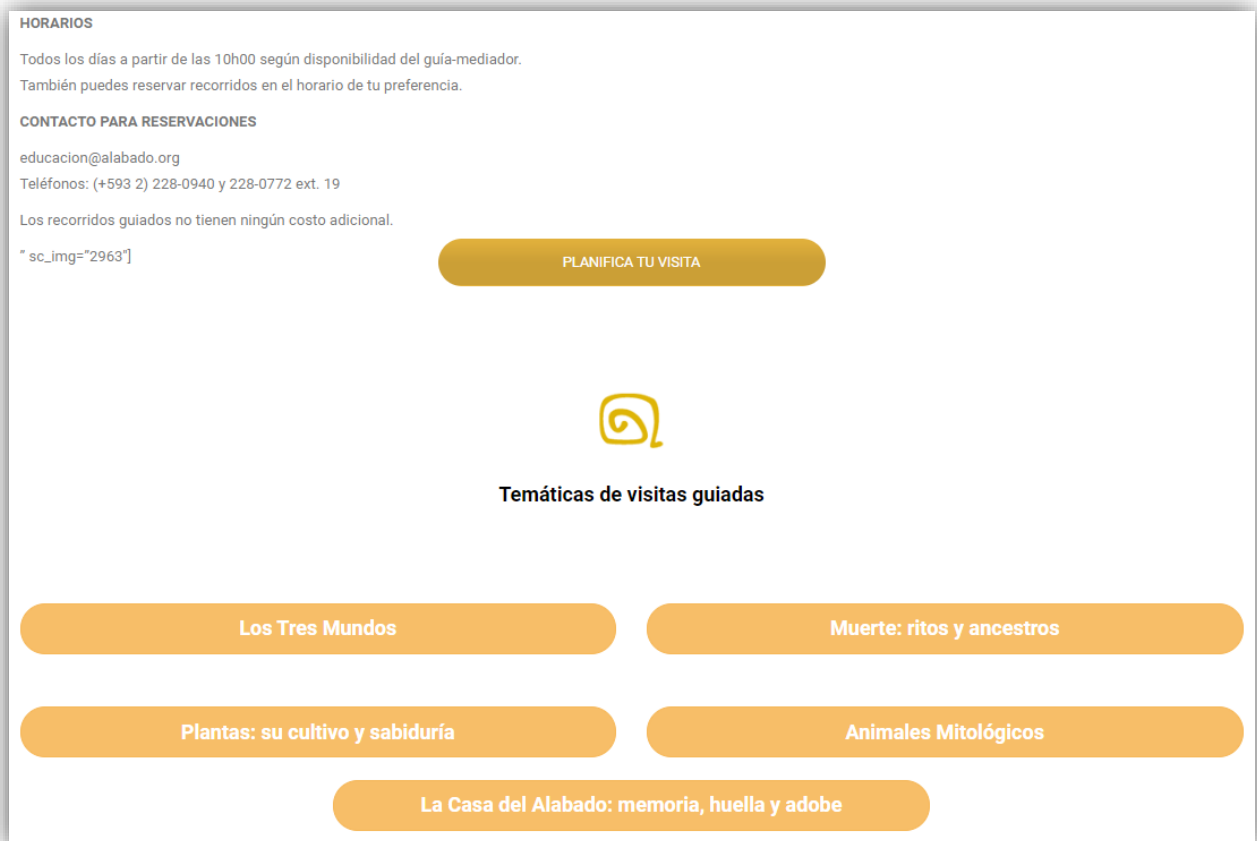 HORARIOS
Todos los días a partir de las 10h00 según disponibilidad del guía-mediador.
También puedes reservar recorridos en el horario de tu preferencia.
CONTACTO PARA RESERVACIONES
educacion@alabado.org
Teléfonos: (+593 2) 228-0940 y 228-0772 ext. 19
Los recorridos guiados no tienen ningún costo adicional.
” sc_img=”2963″]
PLANIFICA TU VISITA
Temáticas de visitas guiadas
Los Tres Mundos
Muerte: ritos y ancestros
Plantas: su cultivo y sabiduría
Animales Mitológicos
La Casa del Alabado: memoria, huella y adobe